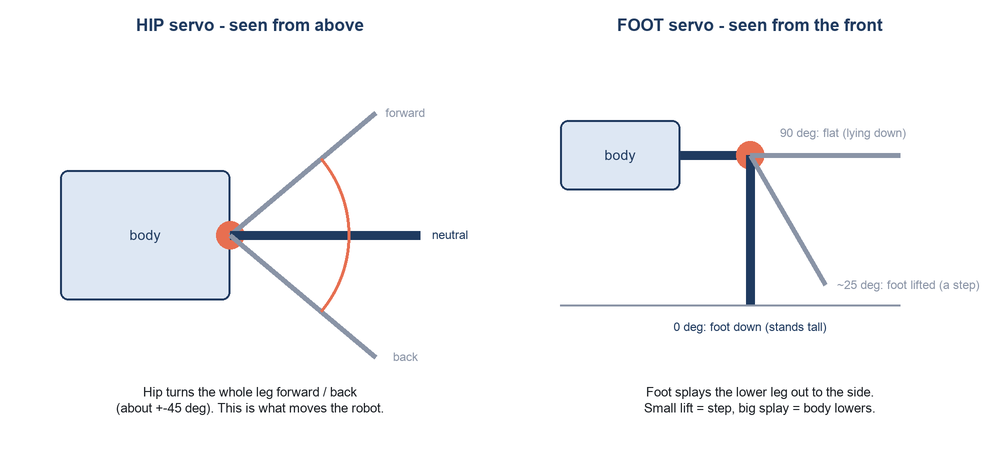 HIP servo - seen from above
forward
body
neutral
back
Hip turns the whole leg forward / back
(about +-45 deg). This is what moves the robot.
FOOT servo - seen from the front
90 deg: flat (lying down)
body
~25 deg: foot lifted (a step)
0 deg: foot down (stands tall)
Foot splays the lower leg out to the side.
Small lift = step, big splay = body lowers.